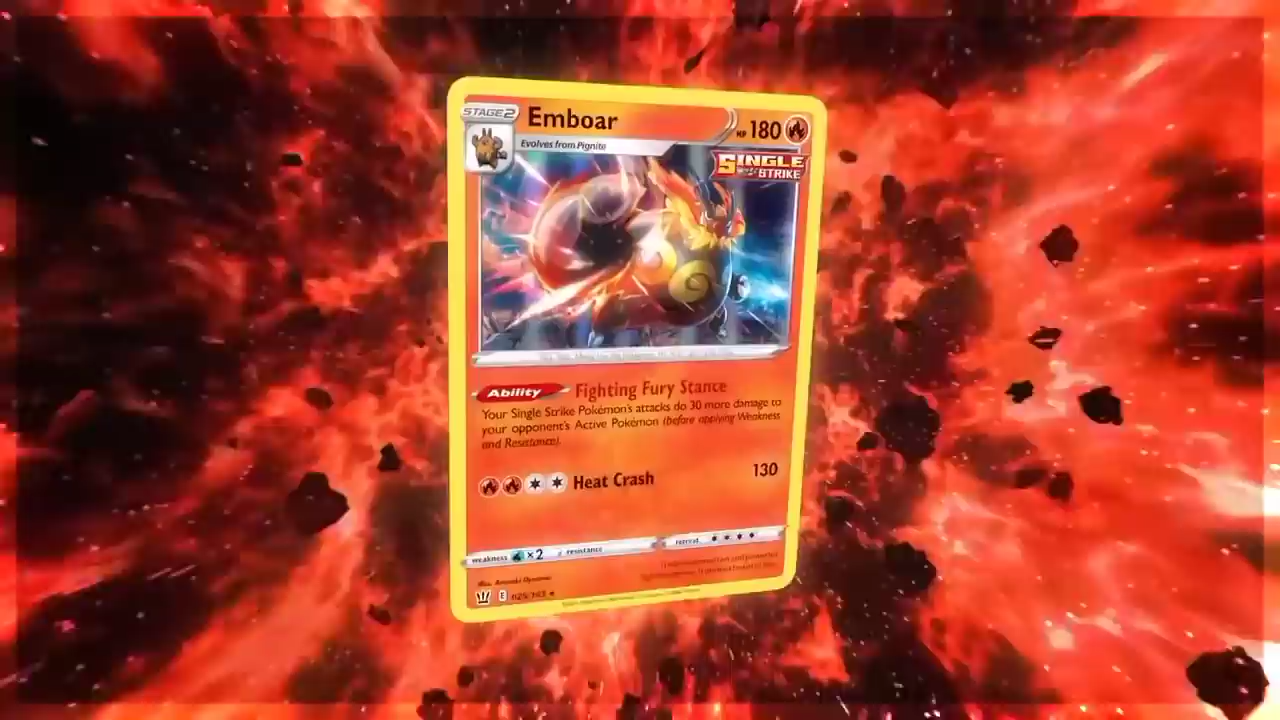 STAGE2
Emboar
HP 180
Evolves from Pignite
SINGLE
STRIKE
Ability Fighting Fury Stance
Your Single Strike Pokémon's attacks do 30 more damage to
your opponent's Active Pokémon (before applying Weakness
and Resistance).
Heat Crash 130
weakness ×2 resistance retreat
E 025/163